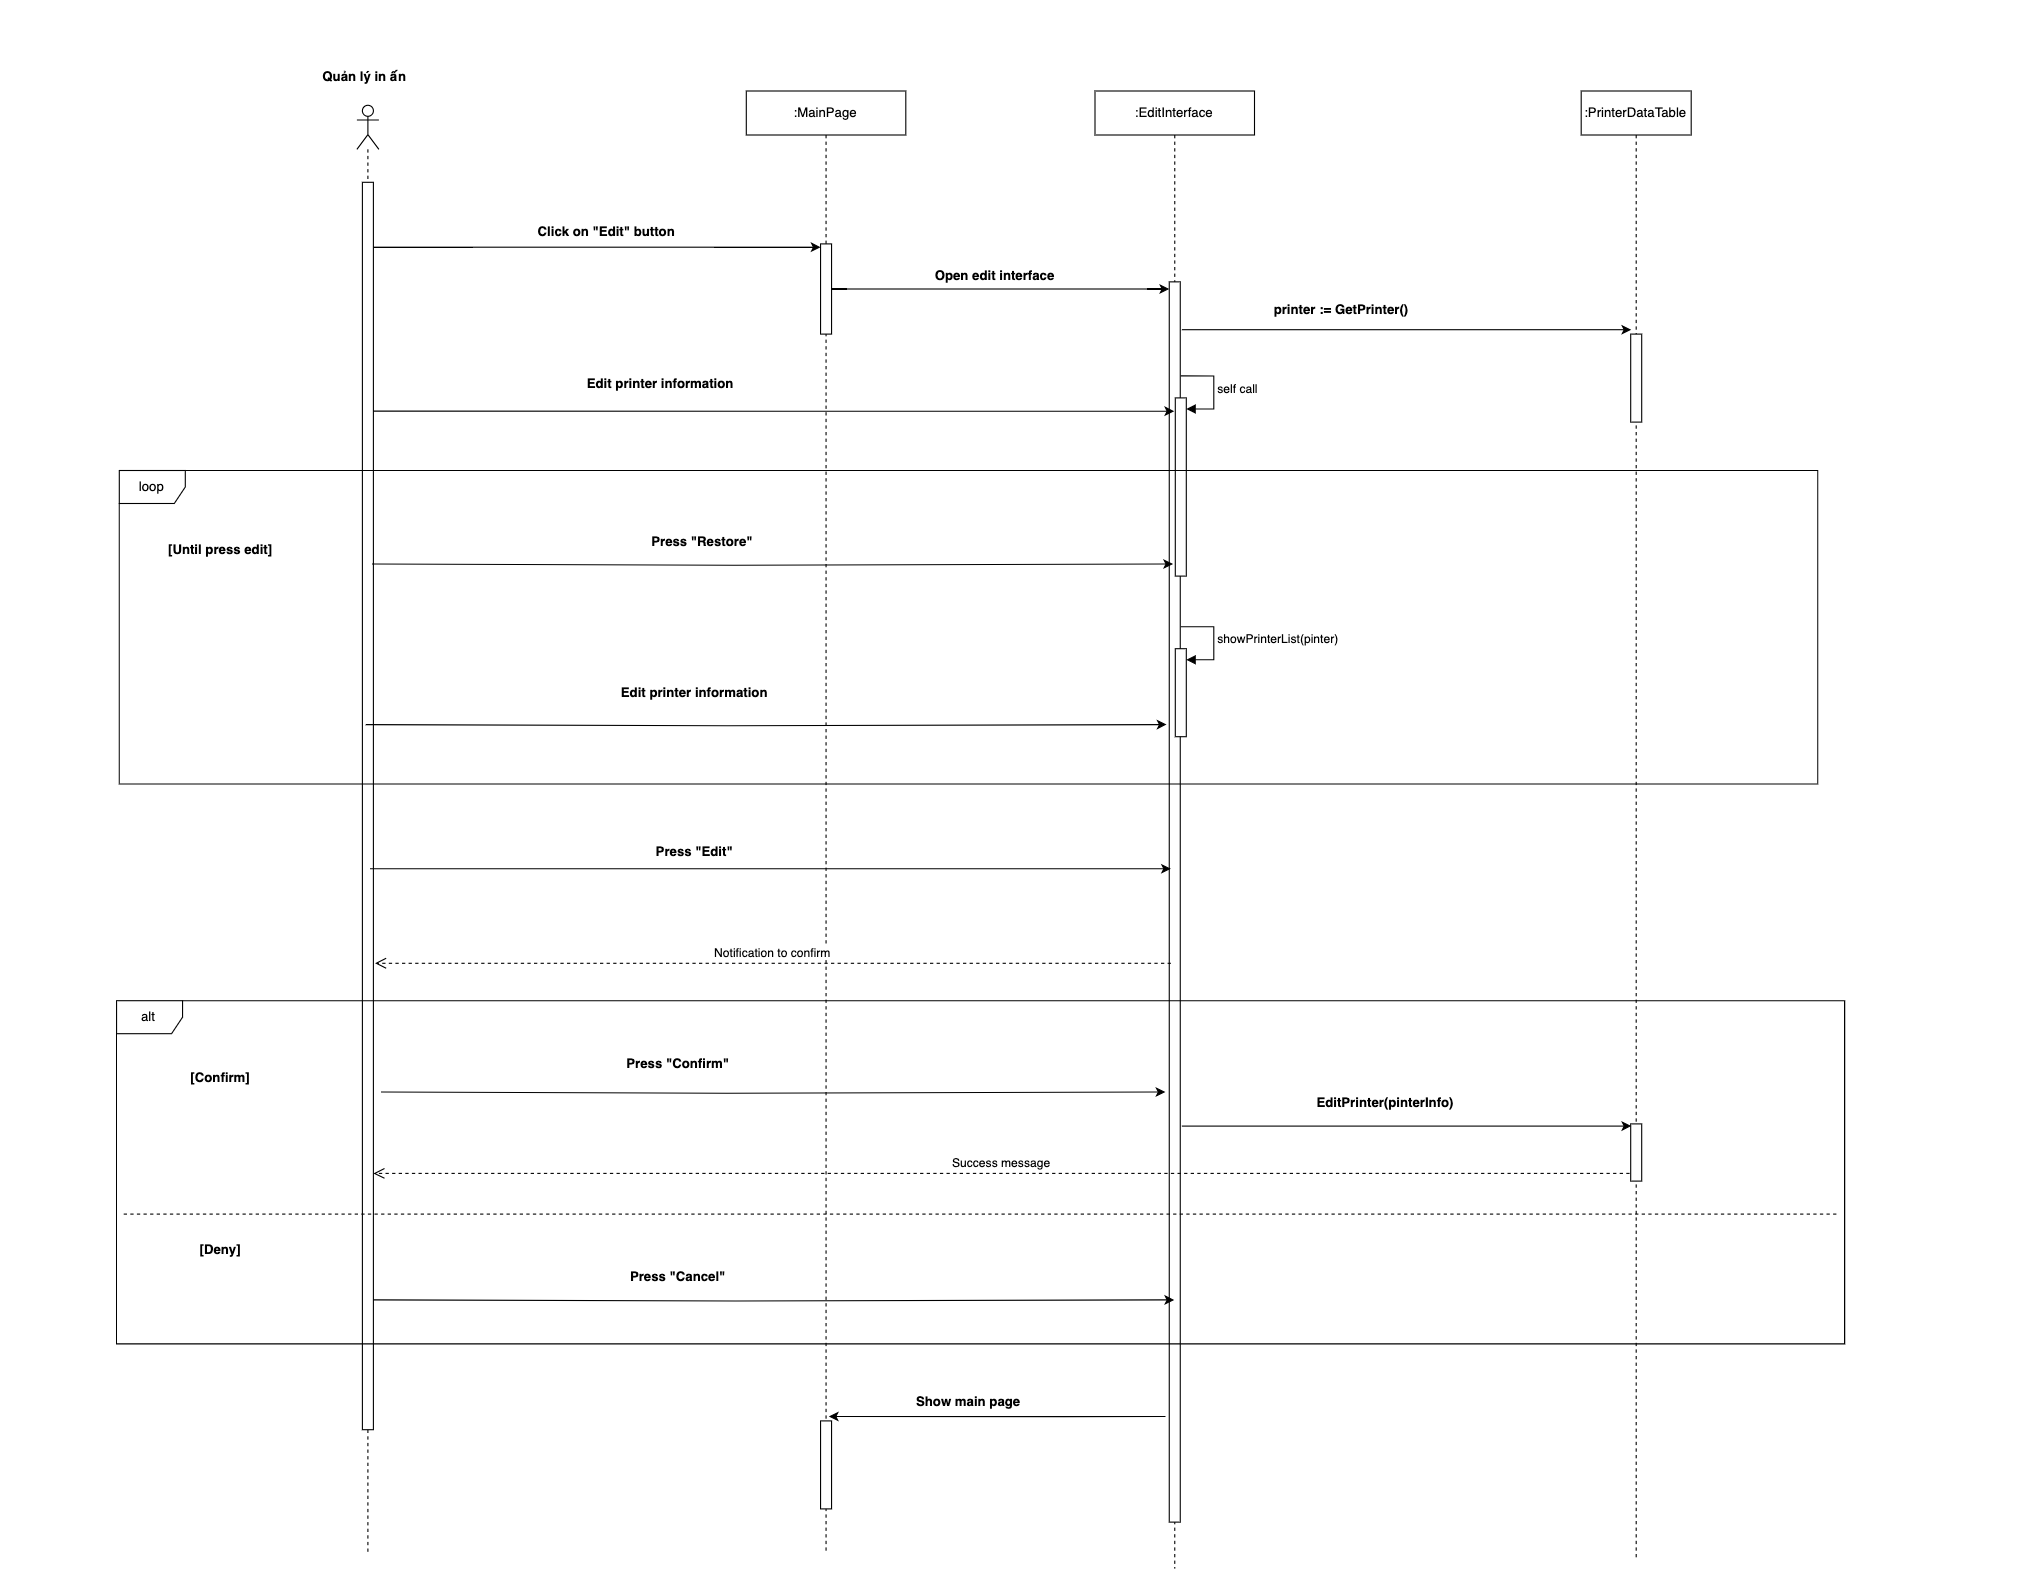 Quản lý in ấn
:MainPage
:EditInterface
:PrinterDataTable
Click on "Edit" button
Open edit interface
printer := GetPrinter()
Edit printer information
self call
loop
[Until press edit]
Press "Restore"
showPrinterList(pinter)
Edit printer information
Press "Edit"
Notification to confirm
alt
[Confirm]
Press "Confirm"
EditPrinter(pinterInfo)
Success message
[Deny]
Press "Cancel"
Show main page